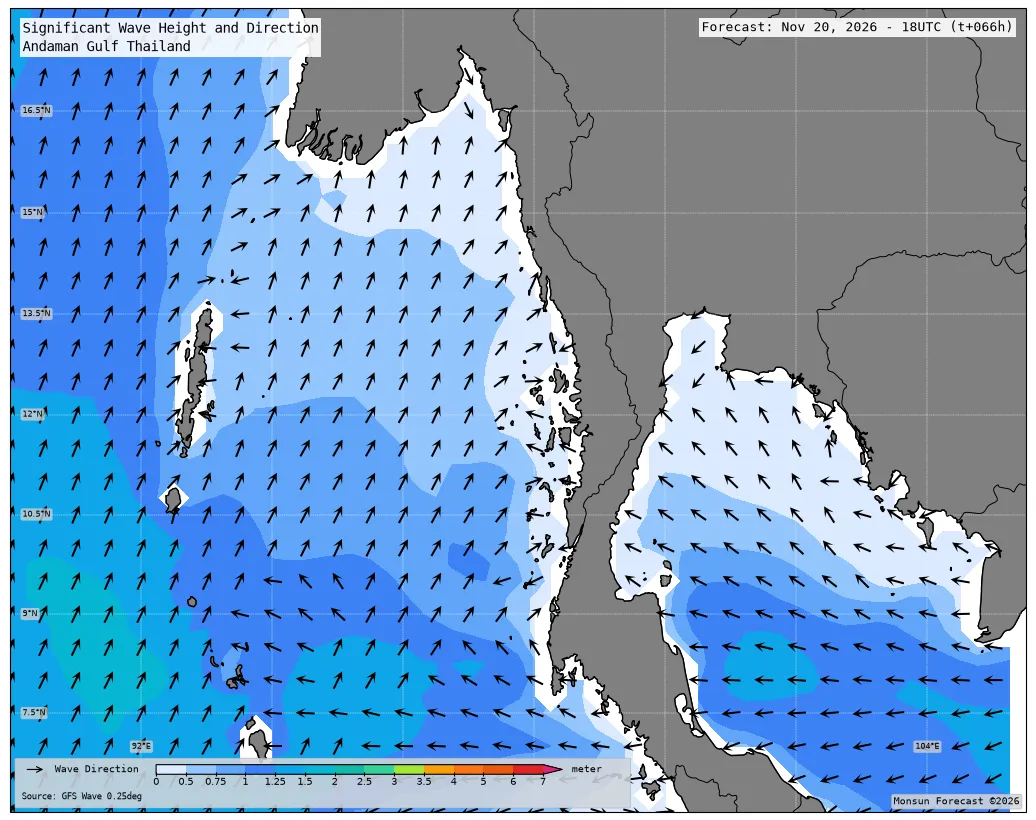 Significant Wave Height and Direction
Andaman Gulf Thailand
Forecast: Nov 20, 2026 - 18UTC (t+066h)
16.5°N
15°N
13.5°N
12°N
10.5°N
9°N
7.5°N
92°E
104°E
Wave Direction
0 0.5 0.75 1 1.25 1.5 2 2.5 3 3.5 4 5 6 7
meter
Source: GFS Wave 0.25deg
Monsun Forecast ©2026